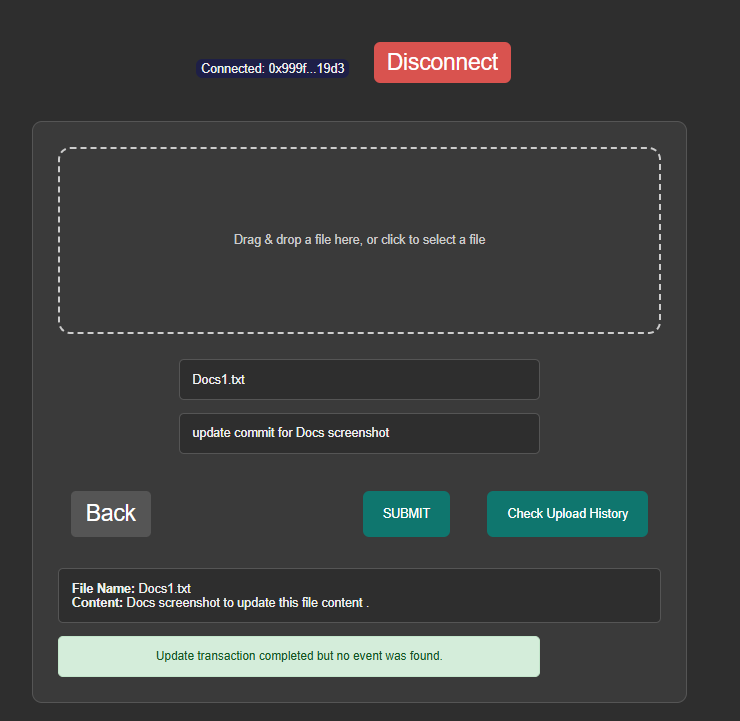 Connected: 0x999f...19d3
Disconnect
Drag & drop a file here, or click to select a file
Docs1.txt
update commit for Docs screenshot
Back
SUBMIT
Check Upload History
File Name: Docs1.txt
Content: Docs screenshot to update this file content .
Update transaction completed but no event was found.